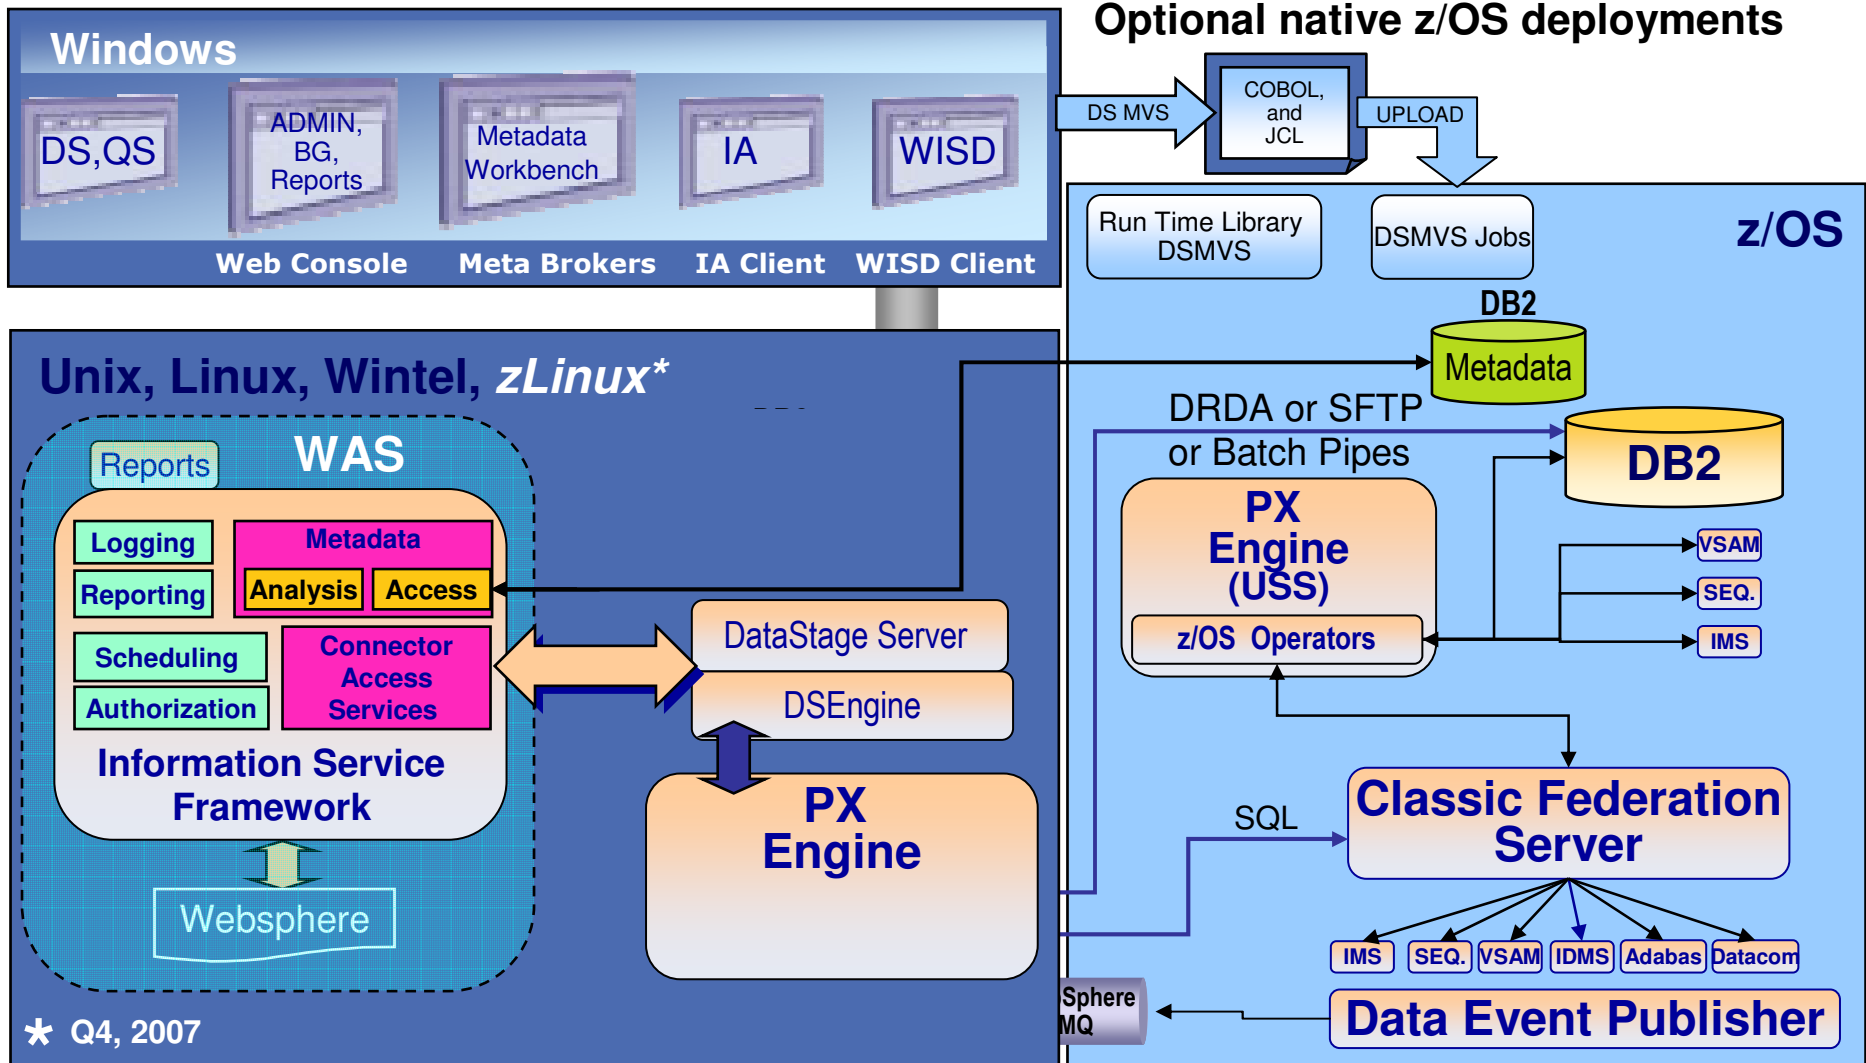 Optional native z/OS deployments
Windows
DS,QS
ADMIN,
BG,
Reports
Metadata
Workbench
IA
WISD
Web Console
Meta Brokers
IA Client
WISD Client
DS MVS
COBOL,
and
JCL
UPLOAD
Run Time Library
DSMVS
DSMVS Jobs
z/OS
DB2
Metadata
Unix, Linux, Wintel, zLinux*
DRDA or SFTP
or Batch Pipes
DB2
WAS
Reports
Logging
Reporting
Metadata
Analysis
Access
Scheduling
Authorization
Connector
Access
Services
Information Service
Framework
Websphere
DataStage Server
DSEngine
PX
Engine
PX
Engine
(USS)
z/OS Operators
VSAM
SEQ.
IMS
SQL
Classic Federation
Server
IMS
SEQ.
VSAM
IDMS
Adabas
Datacom
Sphere
MQ
Data Event Publisher
* Q4, 2007